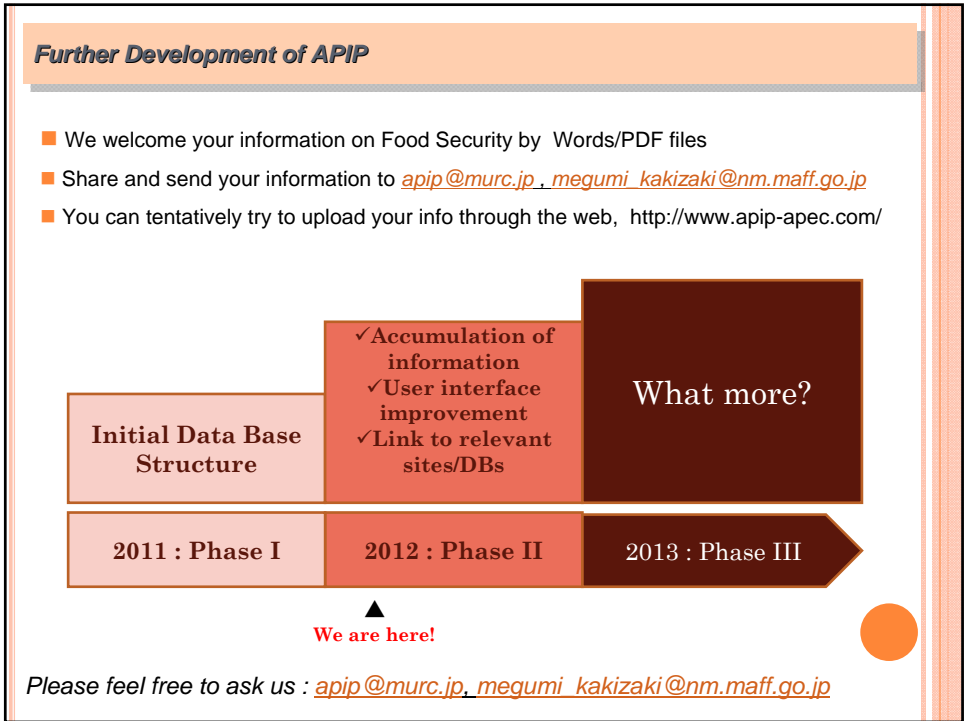 Further Development of APIP
We welcome your information on Food Security by Words/PDF files
Share and send your information to apip@murc.jp , megumi_kakizaki@nm.maff.go.jp
You can tentatively try to upload your info through the web, http://www.apip-apec.com/
Initial Data Base
Structure
✓Accumulation of
information
✓User interface
improvement
✓Link to relevant
sites/DBs
What more?
2011 : Phase I
2012 : Phase II
2013 : Phase III
We are here!
Please feel free to ask us : apip@murc.jp, megumi_kakizaki@nm.maff.go.jp